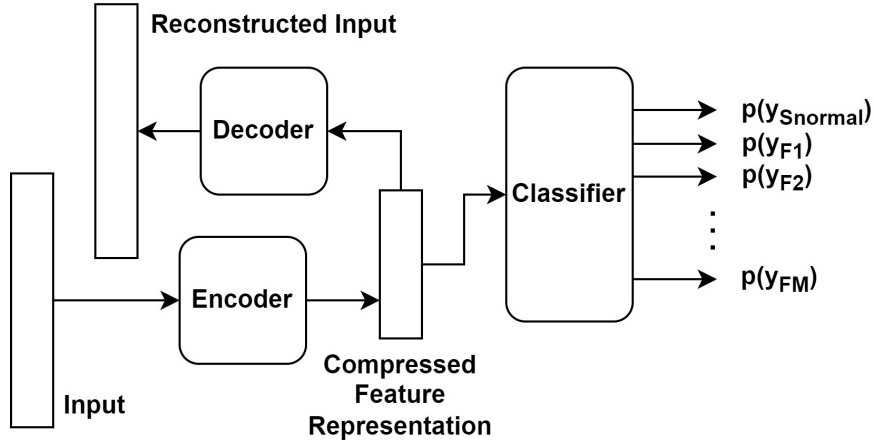 Reconstructed Input
Decoder
Encoder
Input
Compressed
Feature
Representation
Classifier
p(y_Snormal)
p(y_F1)
p(y_F2)
⋮
p(y_FM)